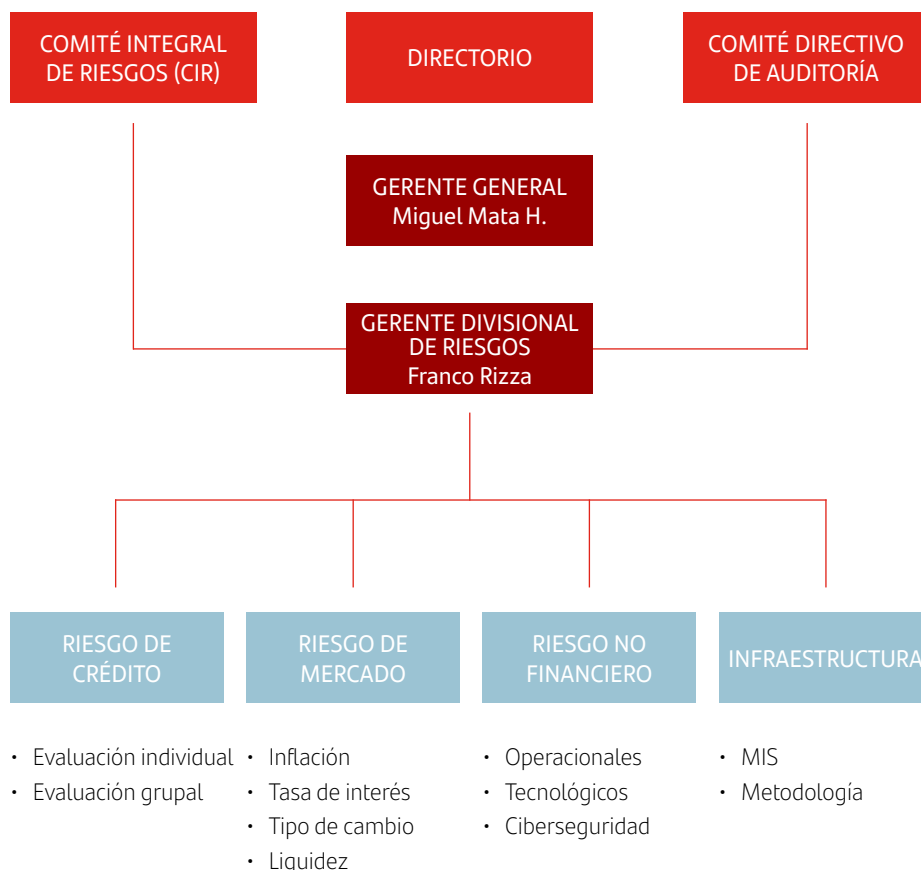 COMITÉ INTEGRAL
DE RIESGOS (CIR)
DIRECTORIO
COMITÉ DIRECTIVO
DE AUDITORÍA
GERENTE GENERAL
Miguel Mata H.
GERENTE DIVISIONAL
DE RIESGOS
Franco Rizza
RIESGO DE
CRÉDITO
RIESGO DE
MERCADO
RIESGO NO
FINANCIERO
INFRAESTRUCTURA
• Evaluación individual
• Evaluación grupal
• Inflación
• Tasa de interés
• Tipo de cambio
• Liquidez
• Operacionales
• Tecnológicos
• Ciberseguridad
• MIS
• Metodología